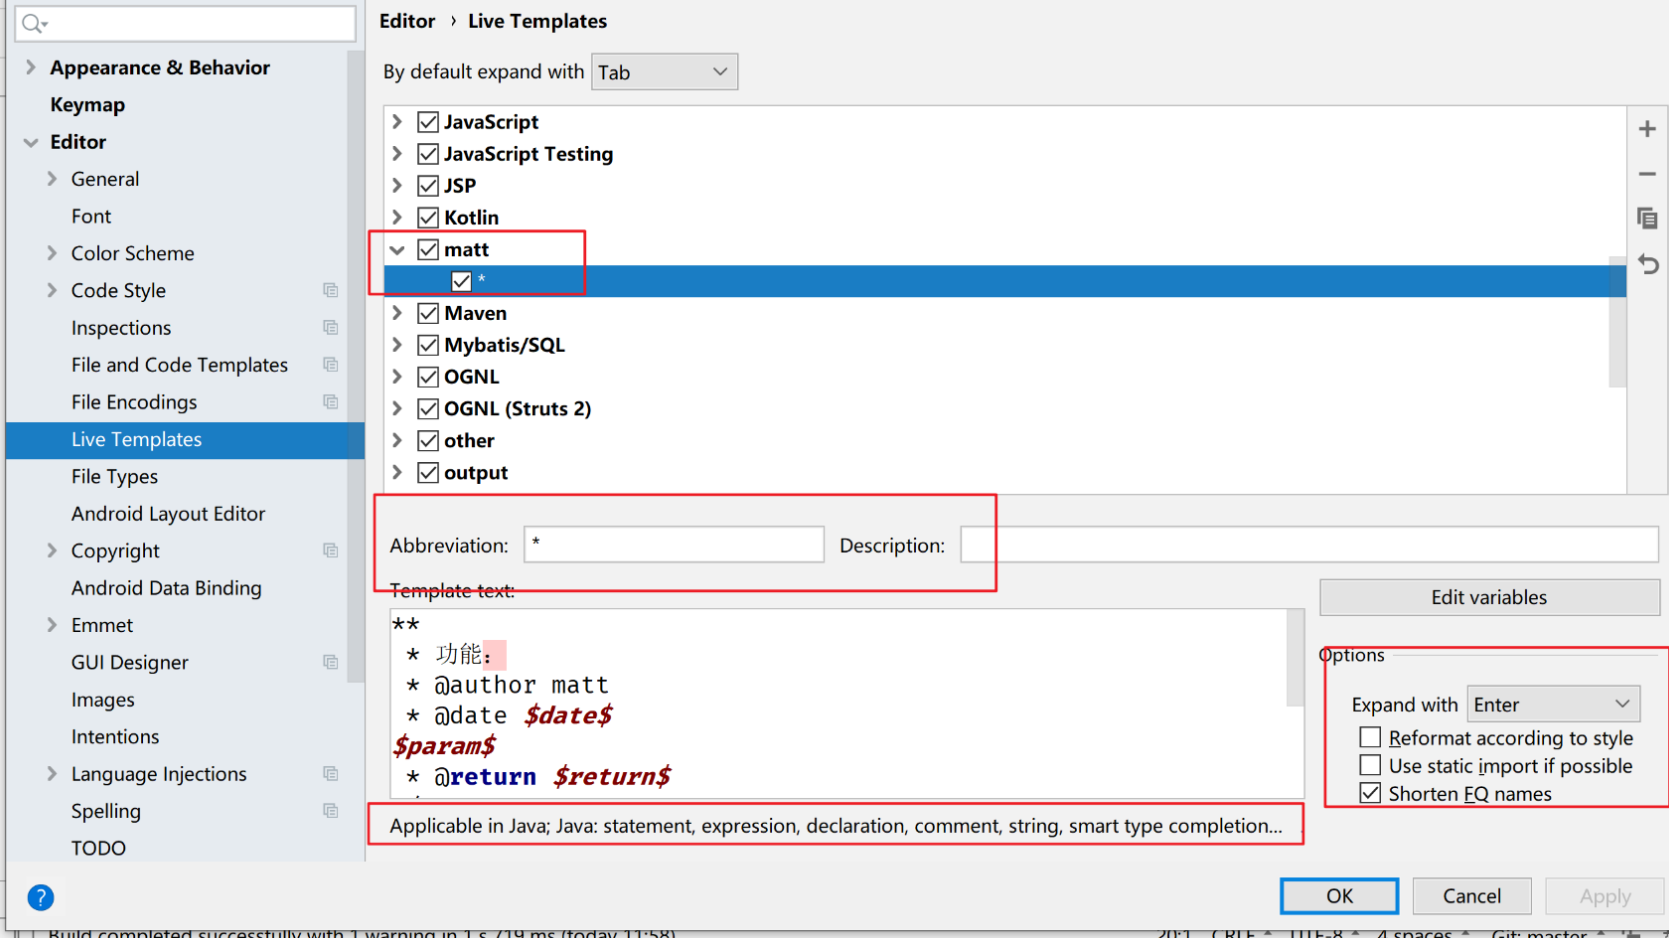 Appearance & Behavior
Keymap
Editor
General
Font
Color Scheme
Code Style
Inspections
File and Code Templates
File Encodings
Live Templates
File Types
Android Layout Editor
Copyright
Android Data Binding
Emmet
GUI Designer
Images
Intentions
Language Injections
Spelling
TODO
Editor › Live Templates
By default expand with Tab
JavaScript
JavaScript Testing
JSP
Kotlin
matt
*
Maven
Mybatis/SQL
OGNL
OGNL (Struts 2)
other
output
Abbreviation: *
Description:
Template text:
**
* 功能：
* @author matt
* @date $date$
$param$
* @return $return$
Edit variables
Options
Expand with Enter
Reformat according to style
Use static import if possible
Shorten FQ names
Applicable in Java; Java: statement, expression, declaration, comment, string, smart type completion...
?
OK
Cancel
Apply
Build completed successfully with 1 warning in 1 s 719 ms (today 11:58)
20:1 CRLF UTF-8 4 spaces Git: master